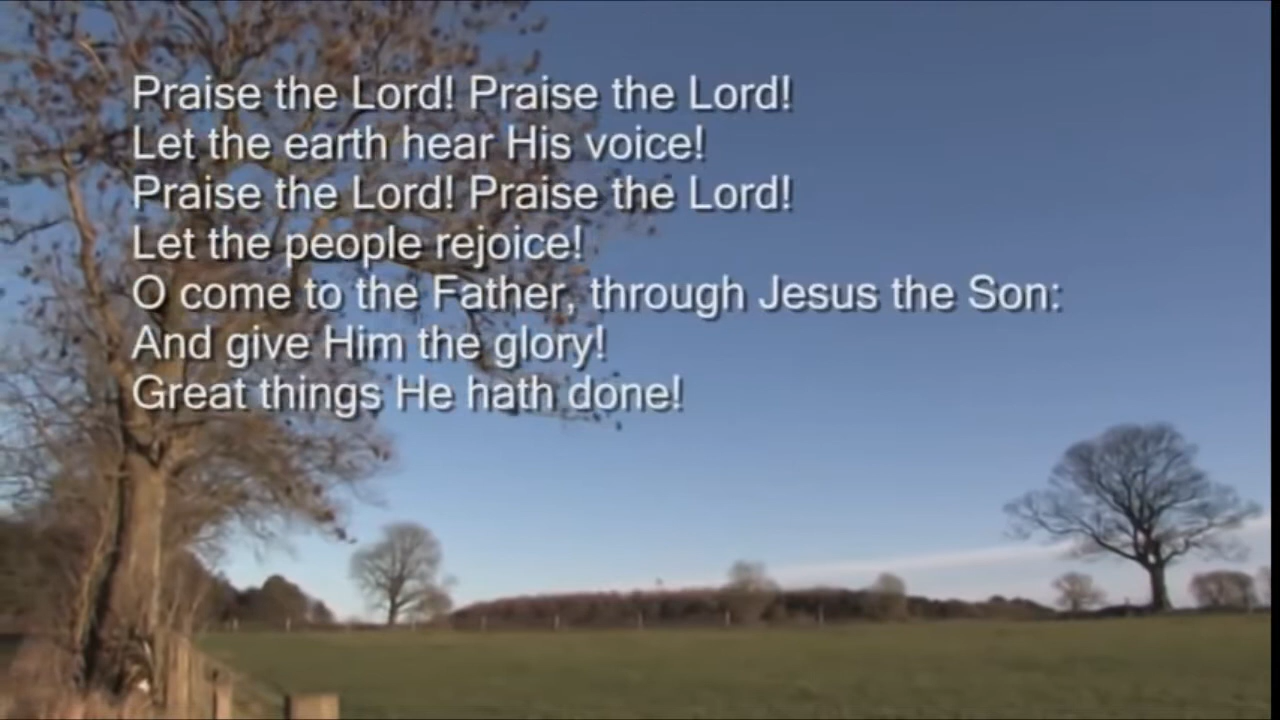 Praise the Lord! Praise the Lord!
Let the earth hear His voice!
Praise the Lord! Praise the Lord!
Let the people rejoice!
O come to the Father, through Jesus the Son:
And give Him the glory!
Great things He hath done!